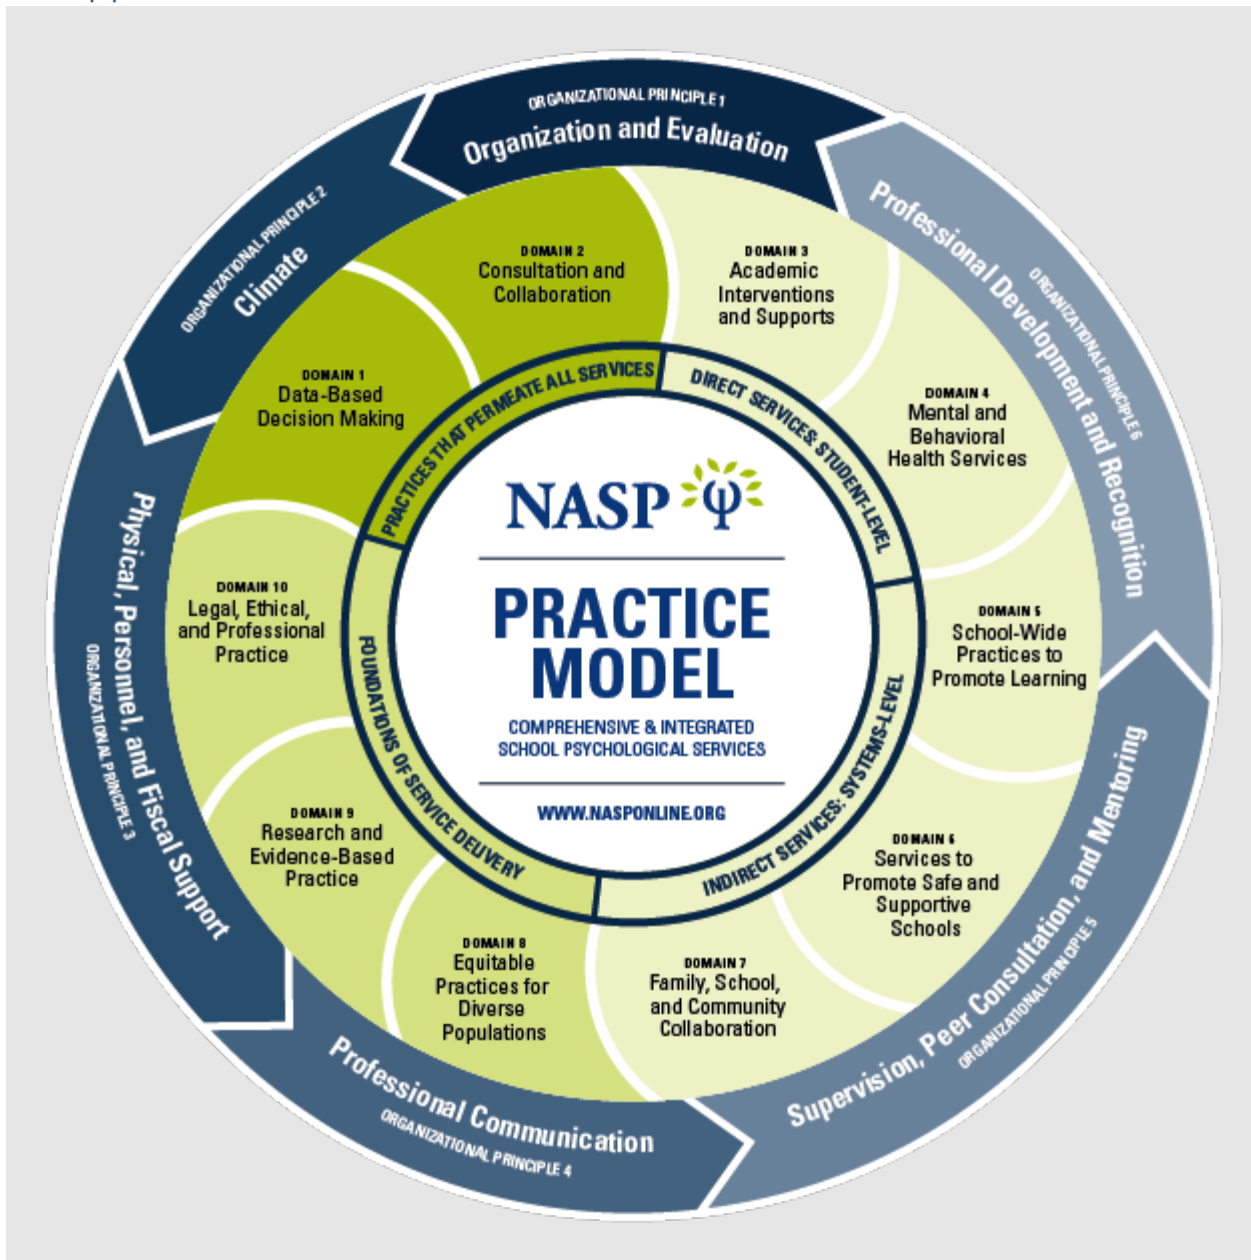 ORGANIZATIONAL PRINCIPLE 1
Organization and Evaluation
ORGANIZATIONAL PRINCIPLE 2
Climate
Physical, Personnel, and Fiscal Support
ORGANIZATIONAL PRINCIPLE 3
Professional Communication
ORGANIZATIONAL PRINCIPLE 4
Supervision, Peer Consultation, and Mentoring
ORGANIZATIONAL PRINCIPLE 5
Professional Development and Recognition
ORGANIZATIONAL PRINCIPLE 6
DOMAIN 1
Data-Based
Decision Making
DOMAIN 2
Consultation and
Collaboration
DOMAIN 3
Academic
Interventions
and Supports
DOMAIN 4
Mental and
Behavioral
Health Services
DOMAIN 5
School-Wide
Practices to
Promote Learning
DOMAIN 6
Services to
Promote Safe and
Supportive
Schools
DOMAIN 7
Family, School,
and Community
Collaboration
DOMAIN 8
Equitable
Practices for
Diverse
Populations
DOMAIN 9
Research and
Evidence-Based
Practice
DOMAIN 10
Legal, Ethical,
and Professional
Practice
PRACTICES THAT PERMEATE ALL SERVICES
DIRECT SERVICES: STUDENT-LEVEL
INDIRECT SERVICES: SYSTEMS-LEVEL
FOUNDATIONS OF SERVICE DELIVERY
NASP ψ
PRACTICE
MODEL
COMPREHENSIVE & INTEGRATED
SCHOOL PSYCHOLOGICAL SERVICES
WWW.NASPONLINE.ORG